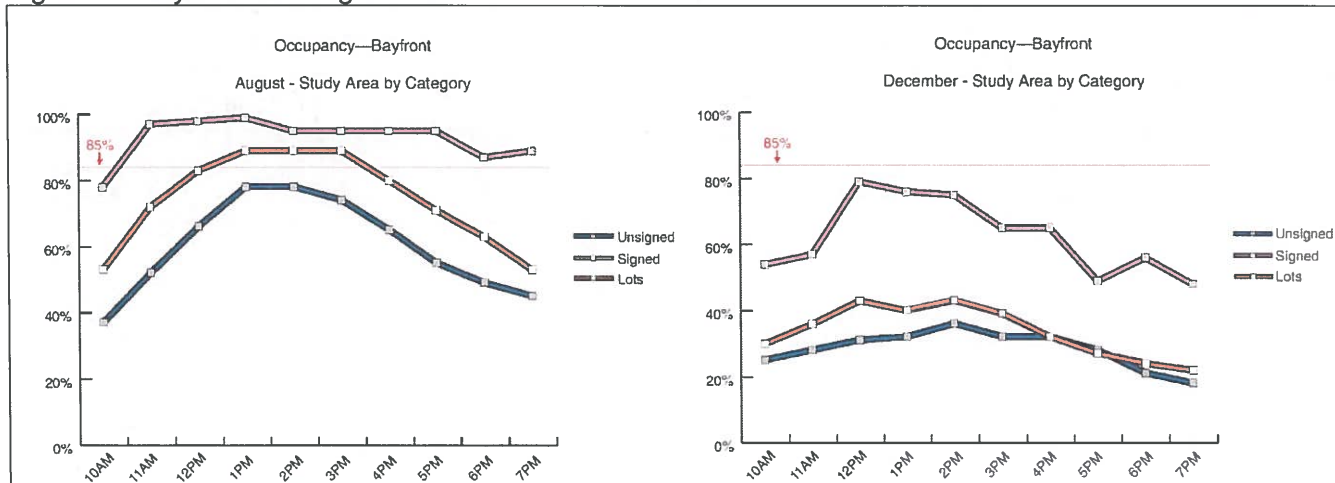 Occupancy—Bayfront
August - Study Area by Category
100%
85%
80%
60%
40%
20%
0%
10AM 11AM 12PM 1PM 2PM 3PM 4PM 5PM 6PM 7PM
Unsigned
Signed
Lots
Occupancy—Bayfront
December - Study Area by Category
100%
85%
80%
60%
40%
20%
0%
10AM 11AM 12PM 1PM 2PM 3PM 4PM 5PM 6PM 7PM
Unsigned
Signed
Lots